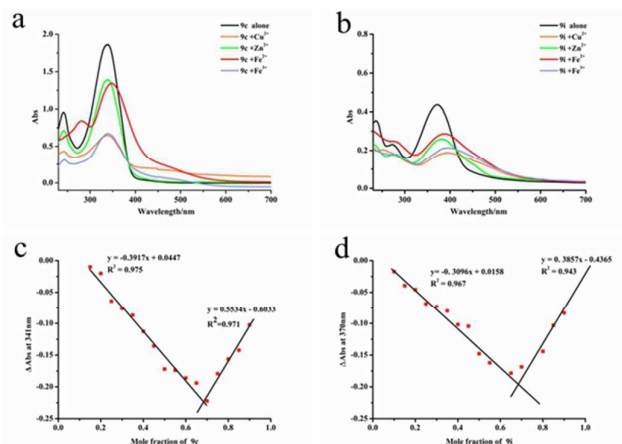 a
9c alone
9c +Cu²⁺
9c +Zn²⁺
9c +Fe²⁺
9c +Fe³⁺
2.0
1.5
1.0
0.5
0.0
Abs
300 400 500 600 700
Wavelength/nm
b
9i alone
9i +Cu²⁺
9i +Zn²⁺
9i +Fe²⁺
9i +Fe³⁺
0.8
0.6
0.4
0.2
0.0
Abs
300 400 500 600 700
Wavelength/nm
c
y = -0.3917x + 0.0447
R² = 0.975
y = 0.5534x - 0.6033
R²=0.971
0.00
-0.05
-0.10
-0.15
-0.20
-0.25
ΔAbs at 341nm
0.0 0.2 0.4 0.6 0.8 1.0
Mole fraction of 9c
d
y = -0.3096x + 0.0158
R² = 0.967
y = 0.3857x - 0.4365
R² = 0.943
0.00
-0.05
-0.10
-0.15
-0.20
-0.25
ΔAbs at 370nm
0.0 0.2 0.4 0.6 0.8 1.0
Mole fraction of 9i